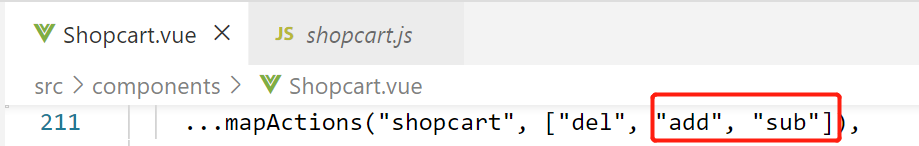 Shopcart.vue JS shopcart.js
src > components > Shopcart.vue
211 ...mapActions("shopcart", ["del", "add", "sub"]),